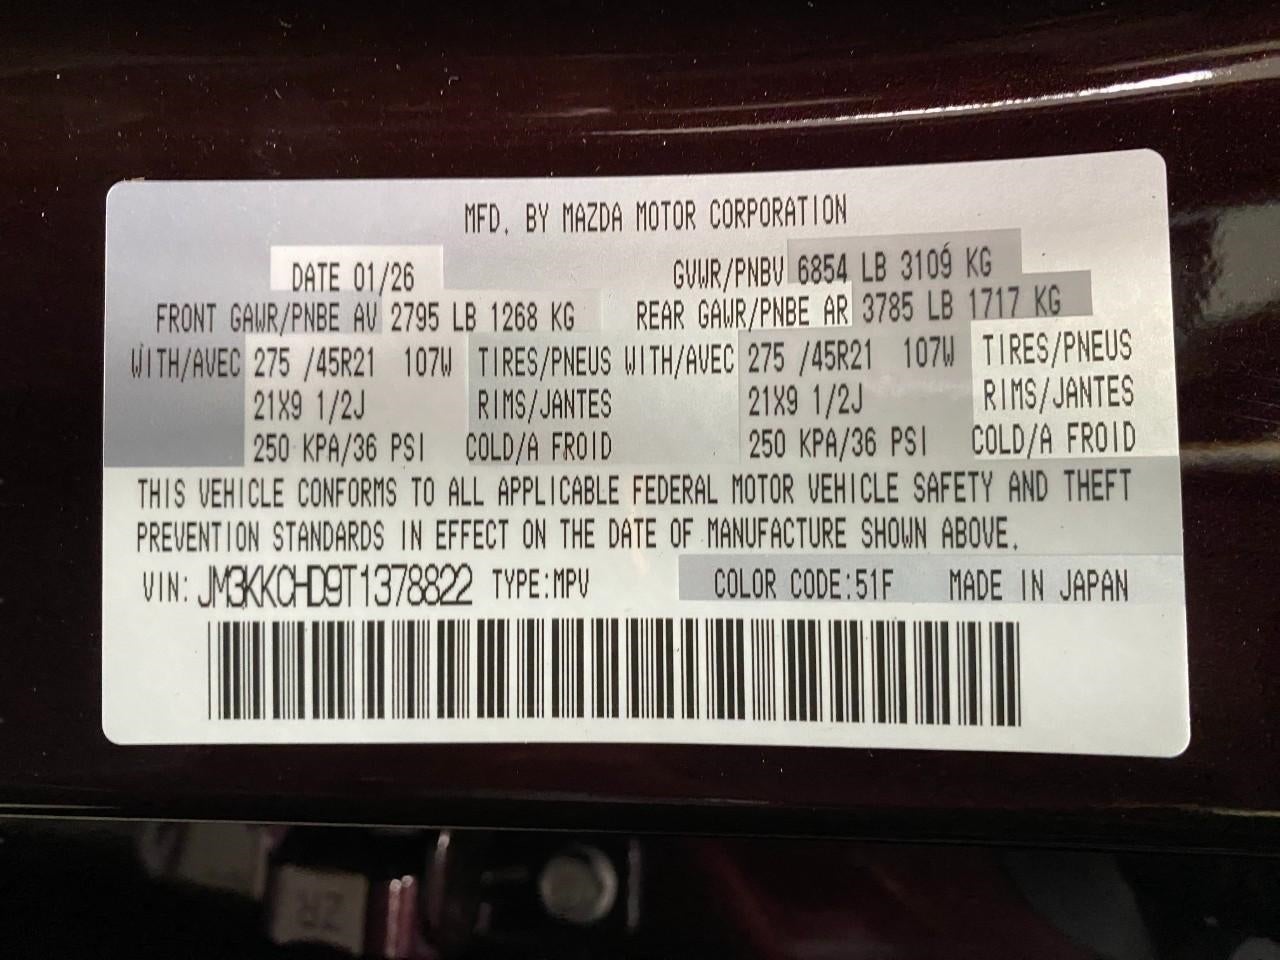 MFD. BY MAZDA MOTOR CORPORATION
DATE 01/26 GVWR/PNBV 6854 LB 3109 KG
FRONT GAWR/PNBE AV 2795 LB 1268 KG REAR GAWR/PNBE AR 3785 LB 1717 KG
WITH/AVEC 275 /45R21 107W TIRES/PNEUS WITH/AVEC 275 /45R21 107W TIRES/PNEUS
21X9 1/2J RIMS/JANTES 21X9 1/2J RIMS/JANTES
250 KPA/36 PSI COLD/A FROID 250 KPA/36 PSI COLD/A FROID
THIS VEHICLE CONFORMS TO ALL APPLICABLE FEDERAL MOTOR VEHICLE SAFETY AND THEFT
PREVENTION STANDARDS IN EFFECT ON THE DATE OF MANUFACTURE SHOWN ABOVE.
VIN: JM3KKCHD9T1378822 TYPE:MPV COLOR CODE:51F MADE IN JAPAN